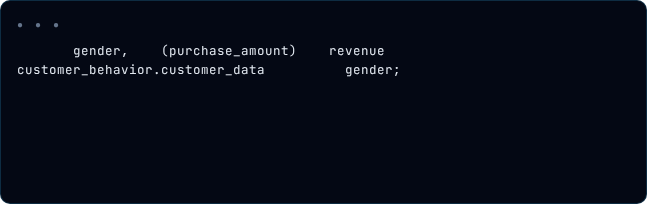 gender, (purchase_amount) revenue
customer_behavior.customer_data gender;